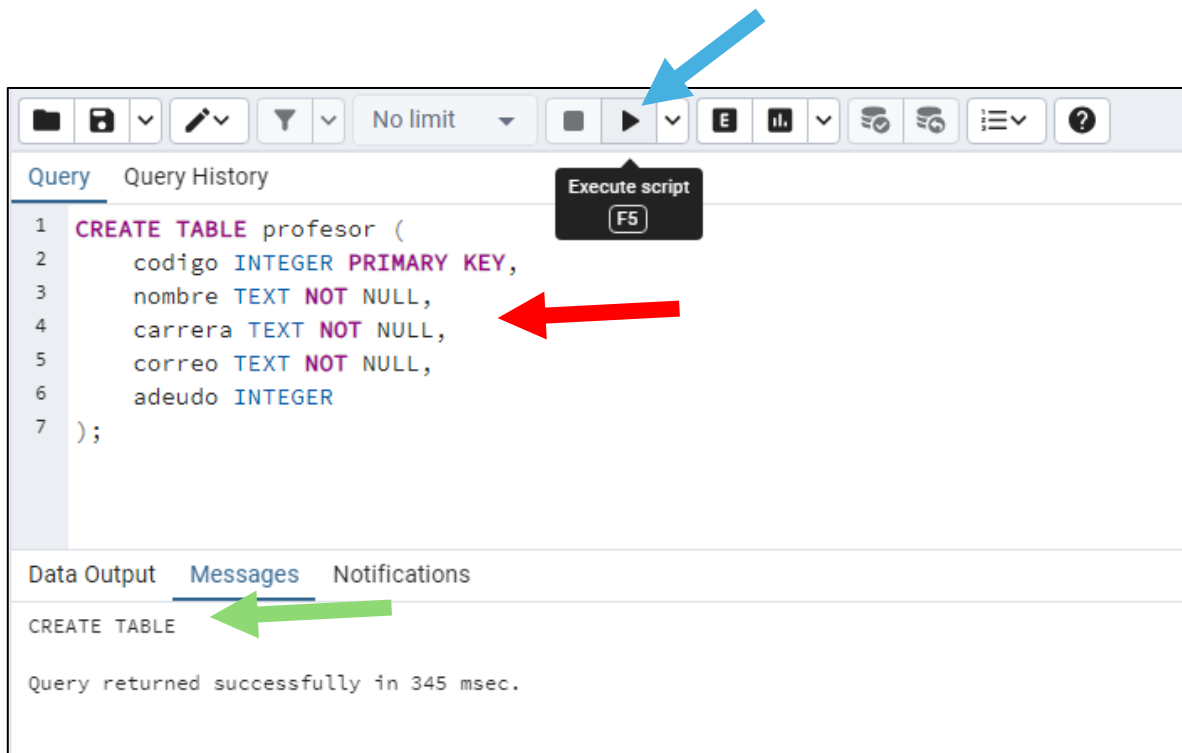 No limit
E
Query Query History
Execute script
F5
1 CREATE TABLE profesor (
2 codigo INTEGER PRIMARY KEY,
3 nombre TEXT NOT NULL,
4 carrera TEXT NOT NULL,
5 correo TEXT NOT NULL,
6 adeudo INTEGER
7 );
Data Output Messages Notifications
CREATE TABLE
Query returned successfully in 345 msec.